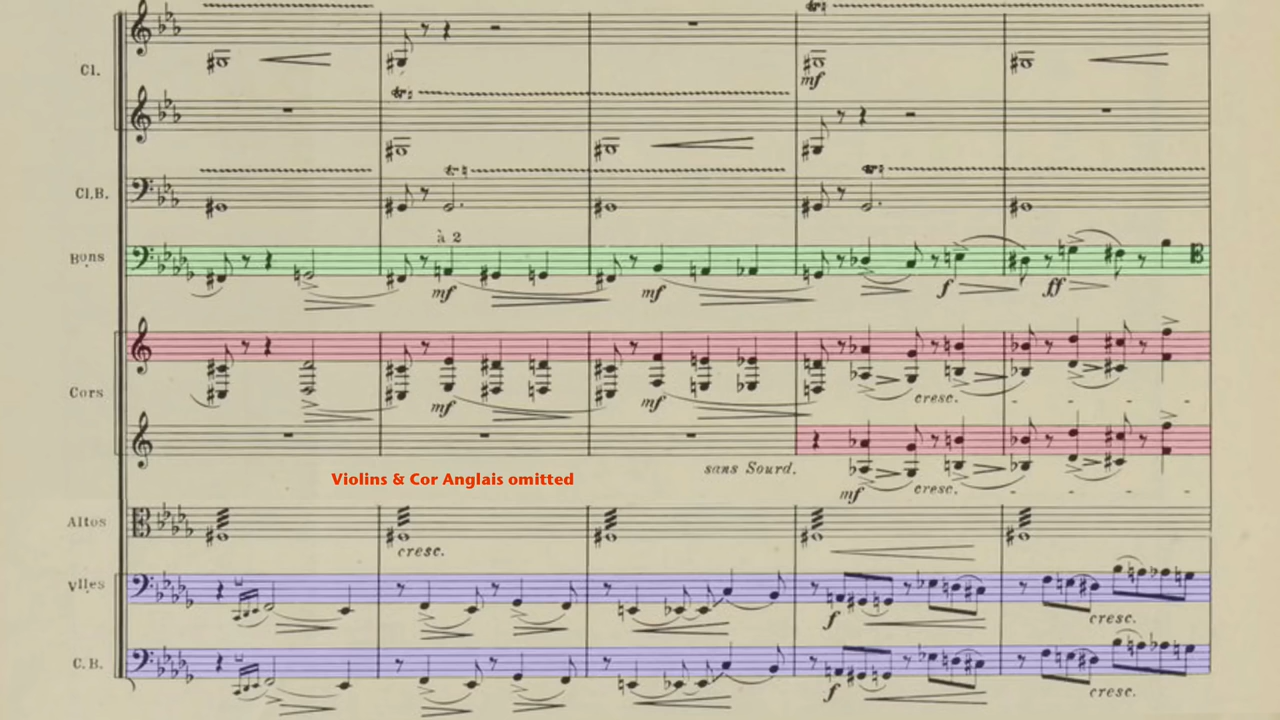 Cl.
mf
Cl.B.
à 2
Bons
mf mf f ff
Cors
mf mf cresc.
sans Sourd.
Violins & Cor Anglais omitted
mf cresc.
Altos
cresc.
Vlles
f cresc.
C.B.
f cresc.